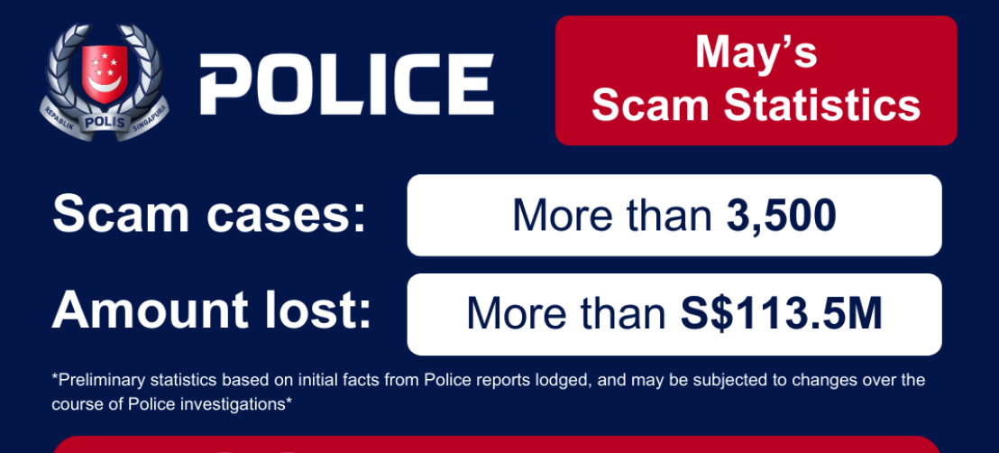 REPABLIK POLIS SINGAPURA
POLICE
May’s
Scam Statistics
Scam cases:
More than 3,500
Amount lost:
More than S$113.5M
*Preliminary statistics based on initial facts from Police reports lodged, and may be subjected to changes over the
course of Police investigations*